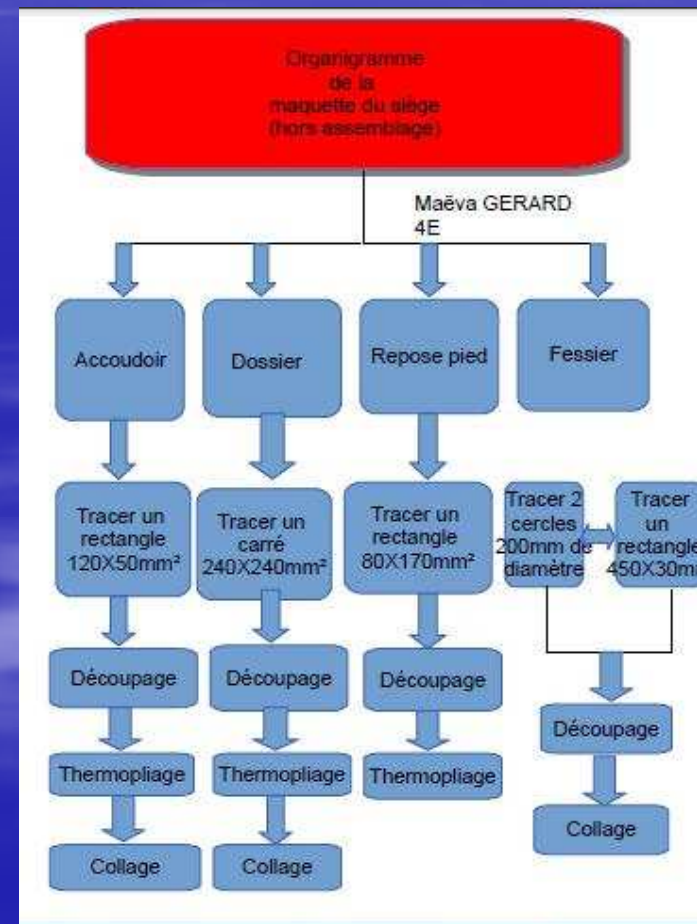 Organigramme
de la
maquette du siège
(hors assemblage)
Maëva GERARD
4E
Accoudoir
Dossier
Repose pied
Fessier
Tracer un
rectangle
120X50mm²
Tracer un
carré
240X240mm²
Tracer un
rectangle
80X170mm²
Tracer 2
cercles
200mm de
diamètre
Tracer
un
rectangle
450X30mm
Découpage
Découpage
Découpage
Découpage
Thermopliage
Thermopliage
Thermopliage
Collage
Collage
Collage